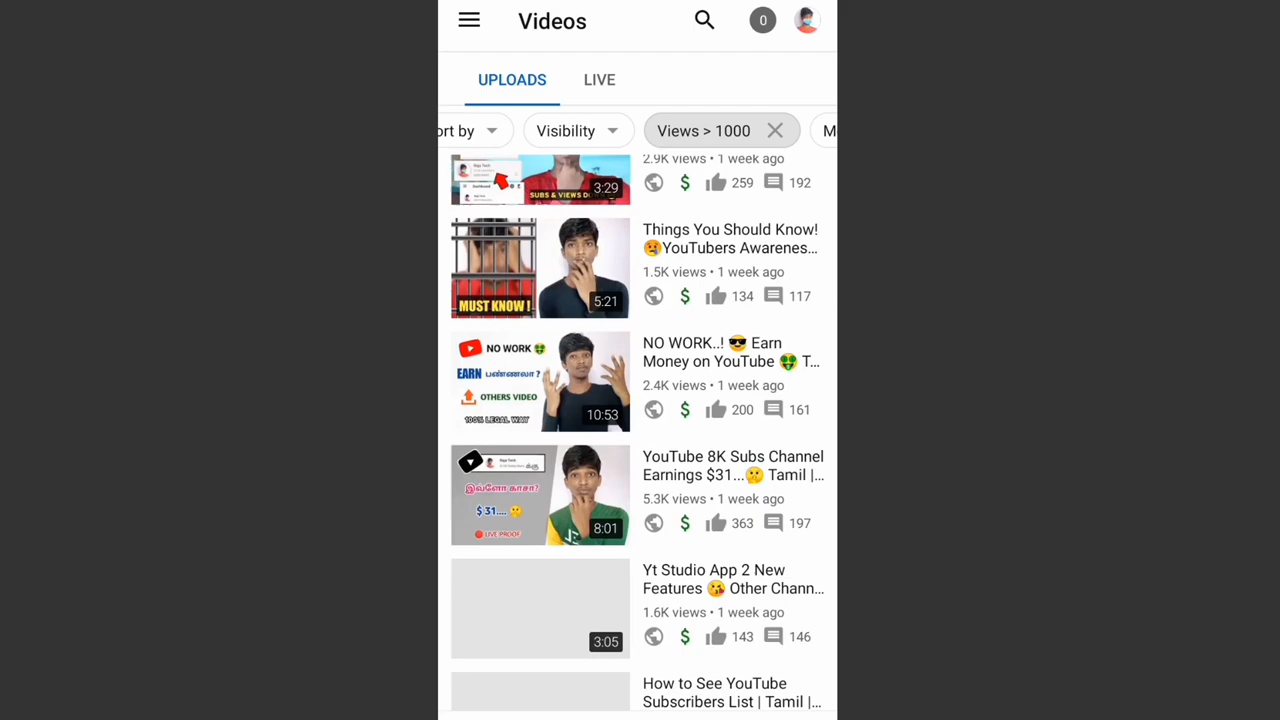 Videos
0
UPLOADS
LIVE
ort by
Visibility
Views > 1000
M
2.9K views • 1 week ago
259
192
SUBS & VIEWS
3:29
Things You Should Know!
😢YouTubers Awarenes…
1.5K views • 1 week ago
134
117
MUST KNOW !
5:21
NO WORK..! 😎 Earn
Money on YouTube 🤑 T…
2.4K views • 1 week ago
200
161
NO WORK 🤑
EARN பண்ணலா ?
OTHERS VIDEO
100% LEGAL WAY
10:53
YouTube 8K Subs Channel
Earnings $31...🤫 Tamil |…
5.3K views • 1 week ago
363
197
இவ்ளோ காசா?
$ 31.... 🤫
LIVE PROOF
8:01
Yt Studio App 2 New
Features 😘 Other Chann…
1.6K views • 1 week ago
143
146
3:05
How to See YouTube
Subscribers List | Tamil |…